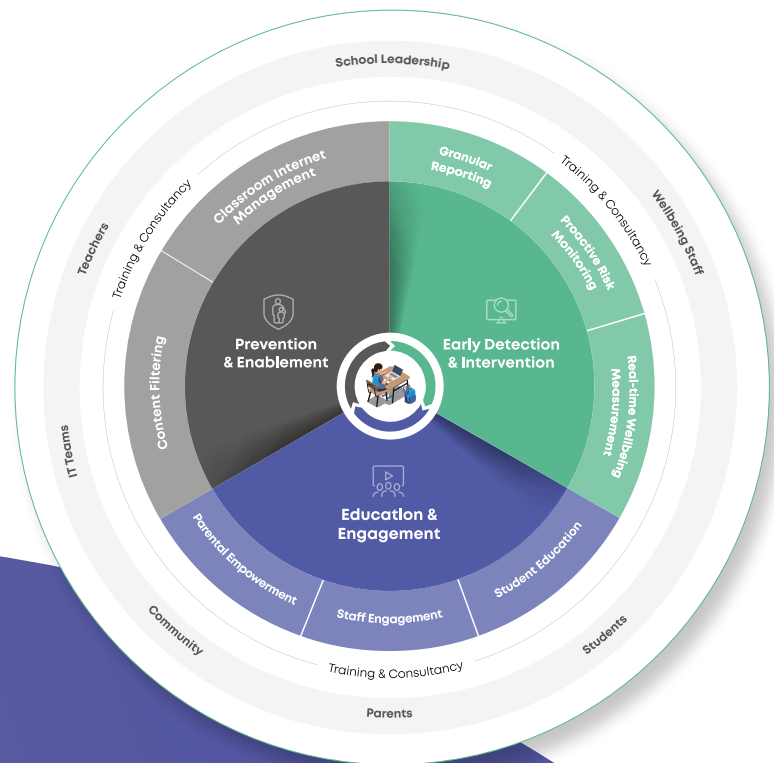 School Leadership
Wellbeing Staff
Students
Parents
Community
IT Teams
Teachers
Training & Consultancy
Training & Consultancy
Training & Consultancy
Classroom Internet
Management
Content Filtering
Prevention
& Enablement
Granular
Reporting
Proactive Risk
Monitoring
Real-time Wellbeing
Measurement
Early Detection
& Intervention
Education &
Engagement
Parental Empowerment
Staff Engagement
Student Education